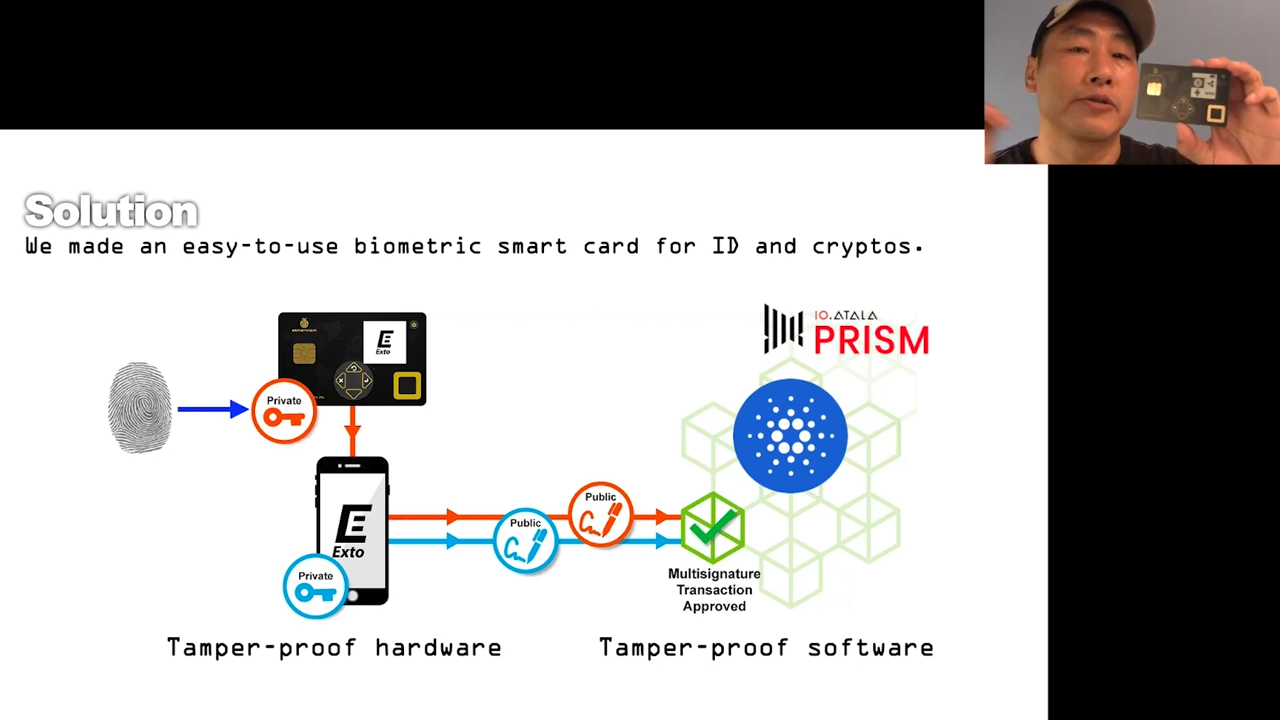 Solution
We made an easy-to-use biometric smart card for ID and cryptos.
IO.ATALA
PRISM
Exto
Private
Public
Public
Exto
Private
Multisignature
Transaction
Approved
Tamper-proof hardware
Tamper-proof software